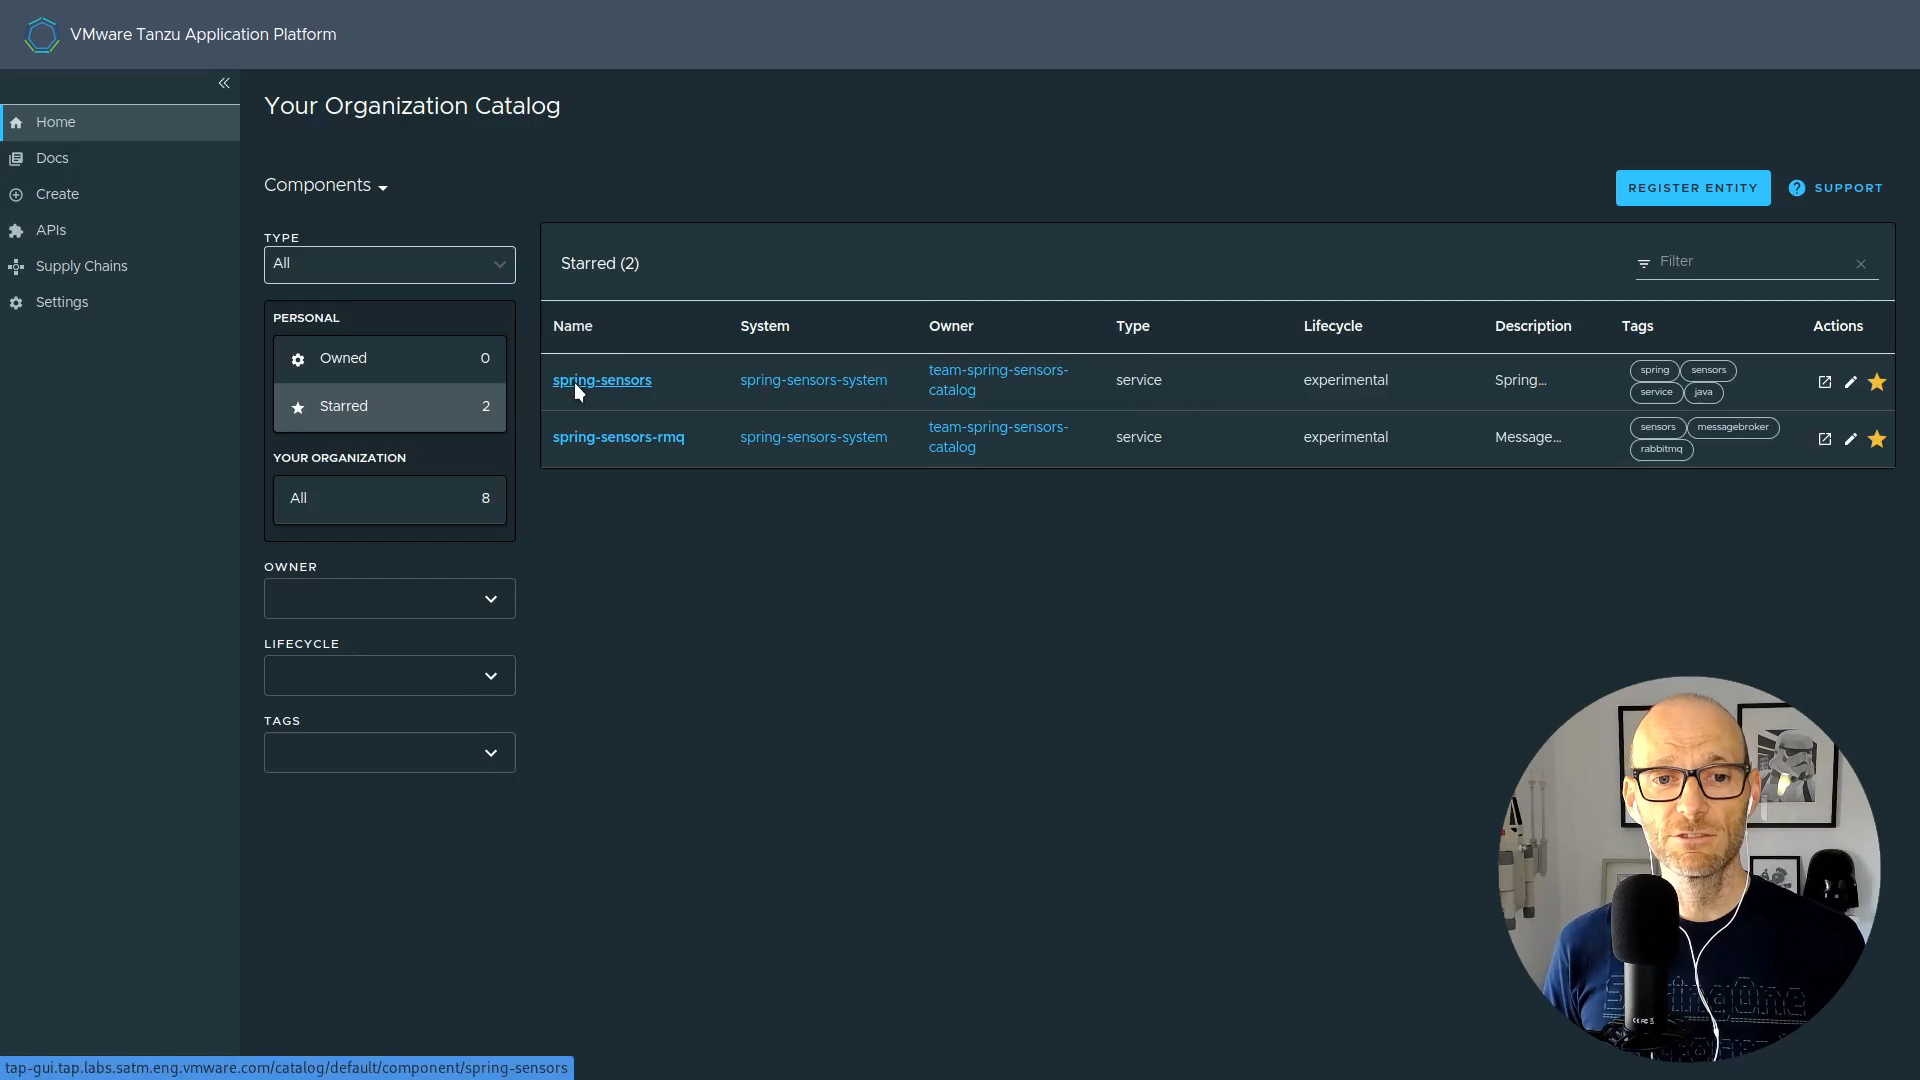 VMware Tanzu Application Platform
Home
Docs
Create
APIs
Supply Chains
Settings
Your Organization Catalog
Components
REGISTER ENTITY
SUPPORT
TYPE
All
PERSONAL
Owned 0
Starred 2
YOUR ORGANIZATION
All 8
OWNER
LIFECYCLE
TAGS
Starred (2)
Filter
Name System Owner Type Lifecycle Description Tags Actions
spring-sensors spring-sensors-system team-spring-sensors-
catalog service experimental Spring... spring sensors
service java
spring-sensors-rmq spring-sensors-system team-spring-sensors-
catalog service experimental Message... sensors messagebroker
rabbitmq
tap-gui.tap.labs.satm.eng.vmware.com/catalog/default/component/spring-sensors